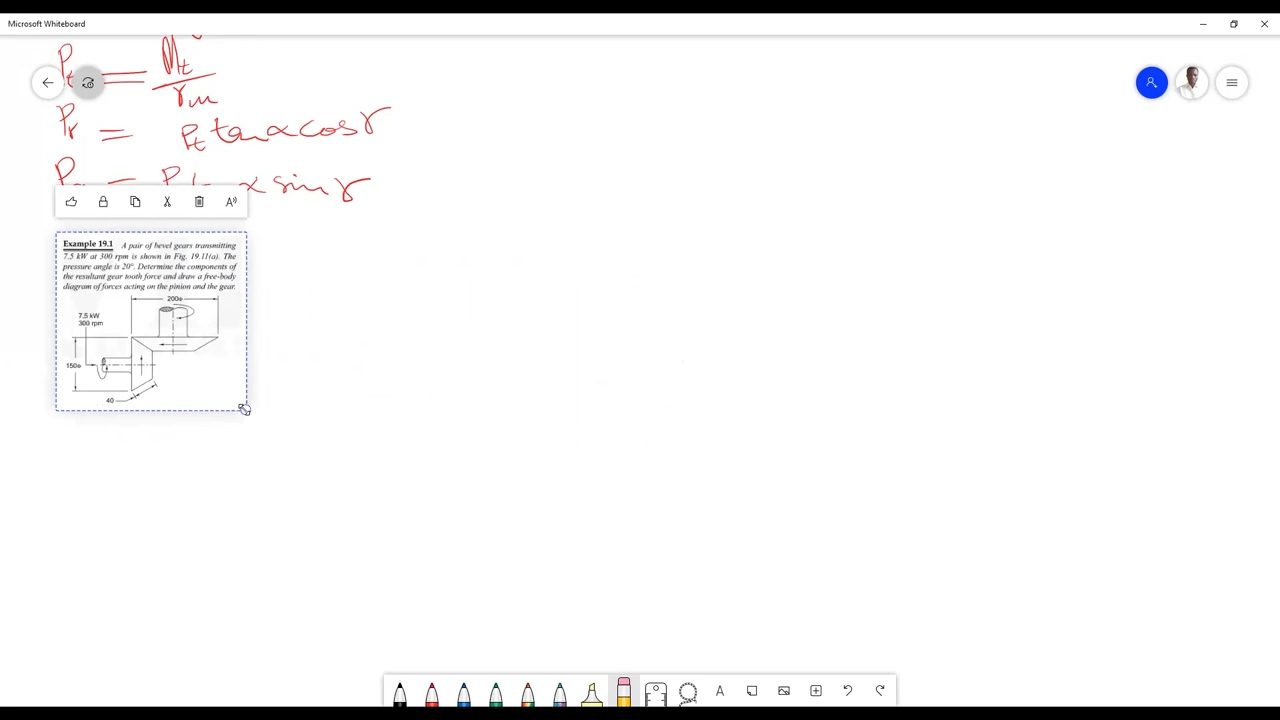 Microsoft Whiteboard
Pt = Mt / rm
Pr = Pt tan α cos γ
α sin γ
Example 19.1 A pair of bevel gears transmitting
7.5 kW at 300 rpm is shown in Fig. 19.11(a). The
pressure angle is 20°. Determine the components of
the resultant gear tooth force and draw a free-body
diagram of forces acting on the pinion and the gear.
200φ
7.5 kW
300 rpm
150φ
40
A